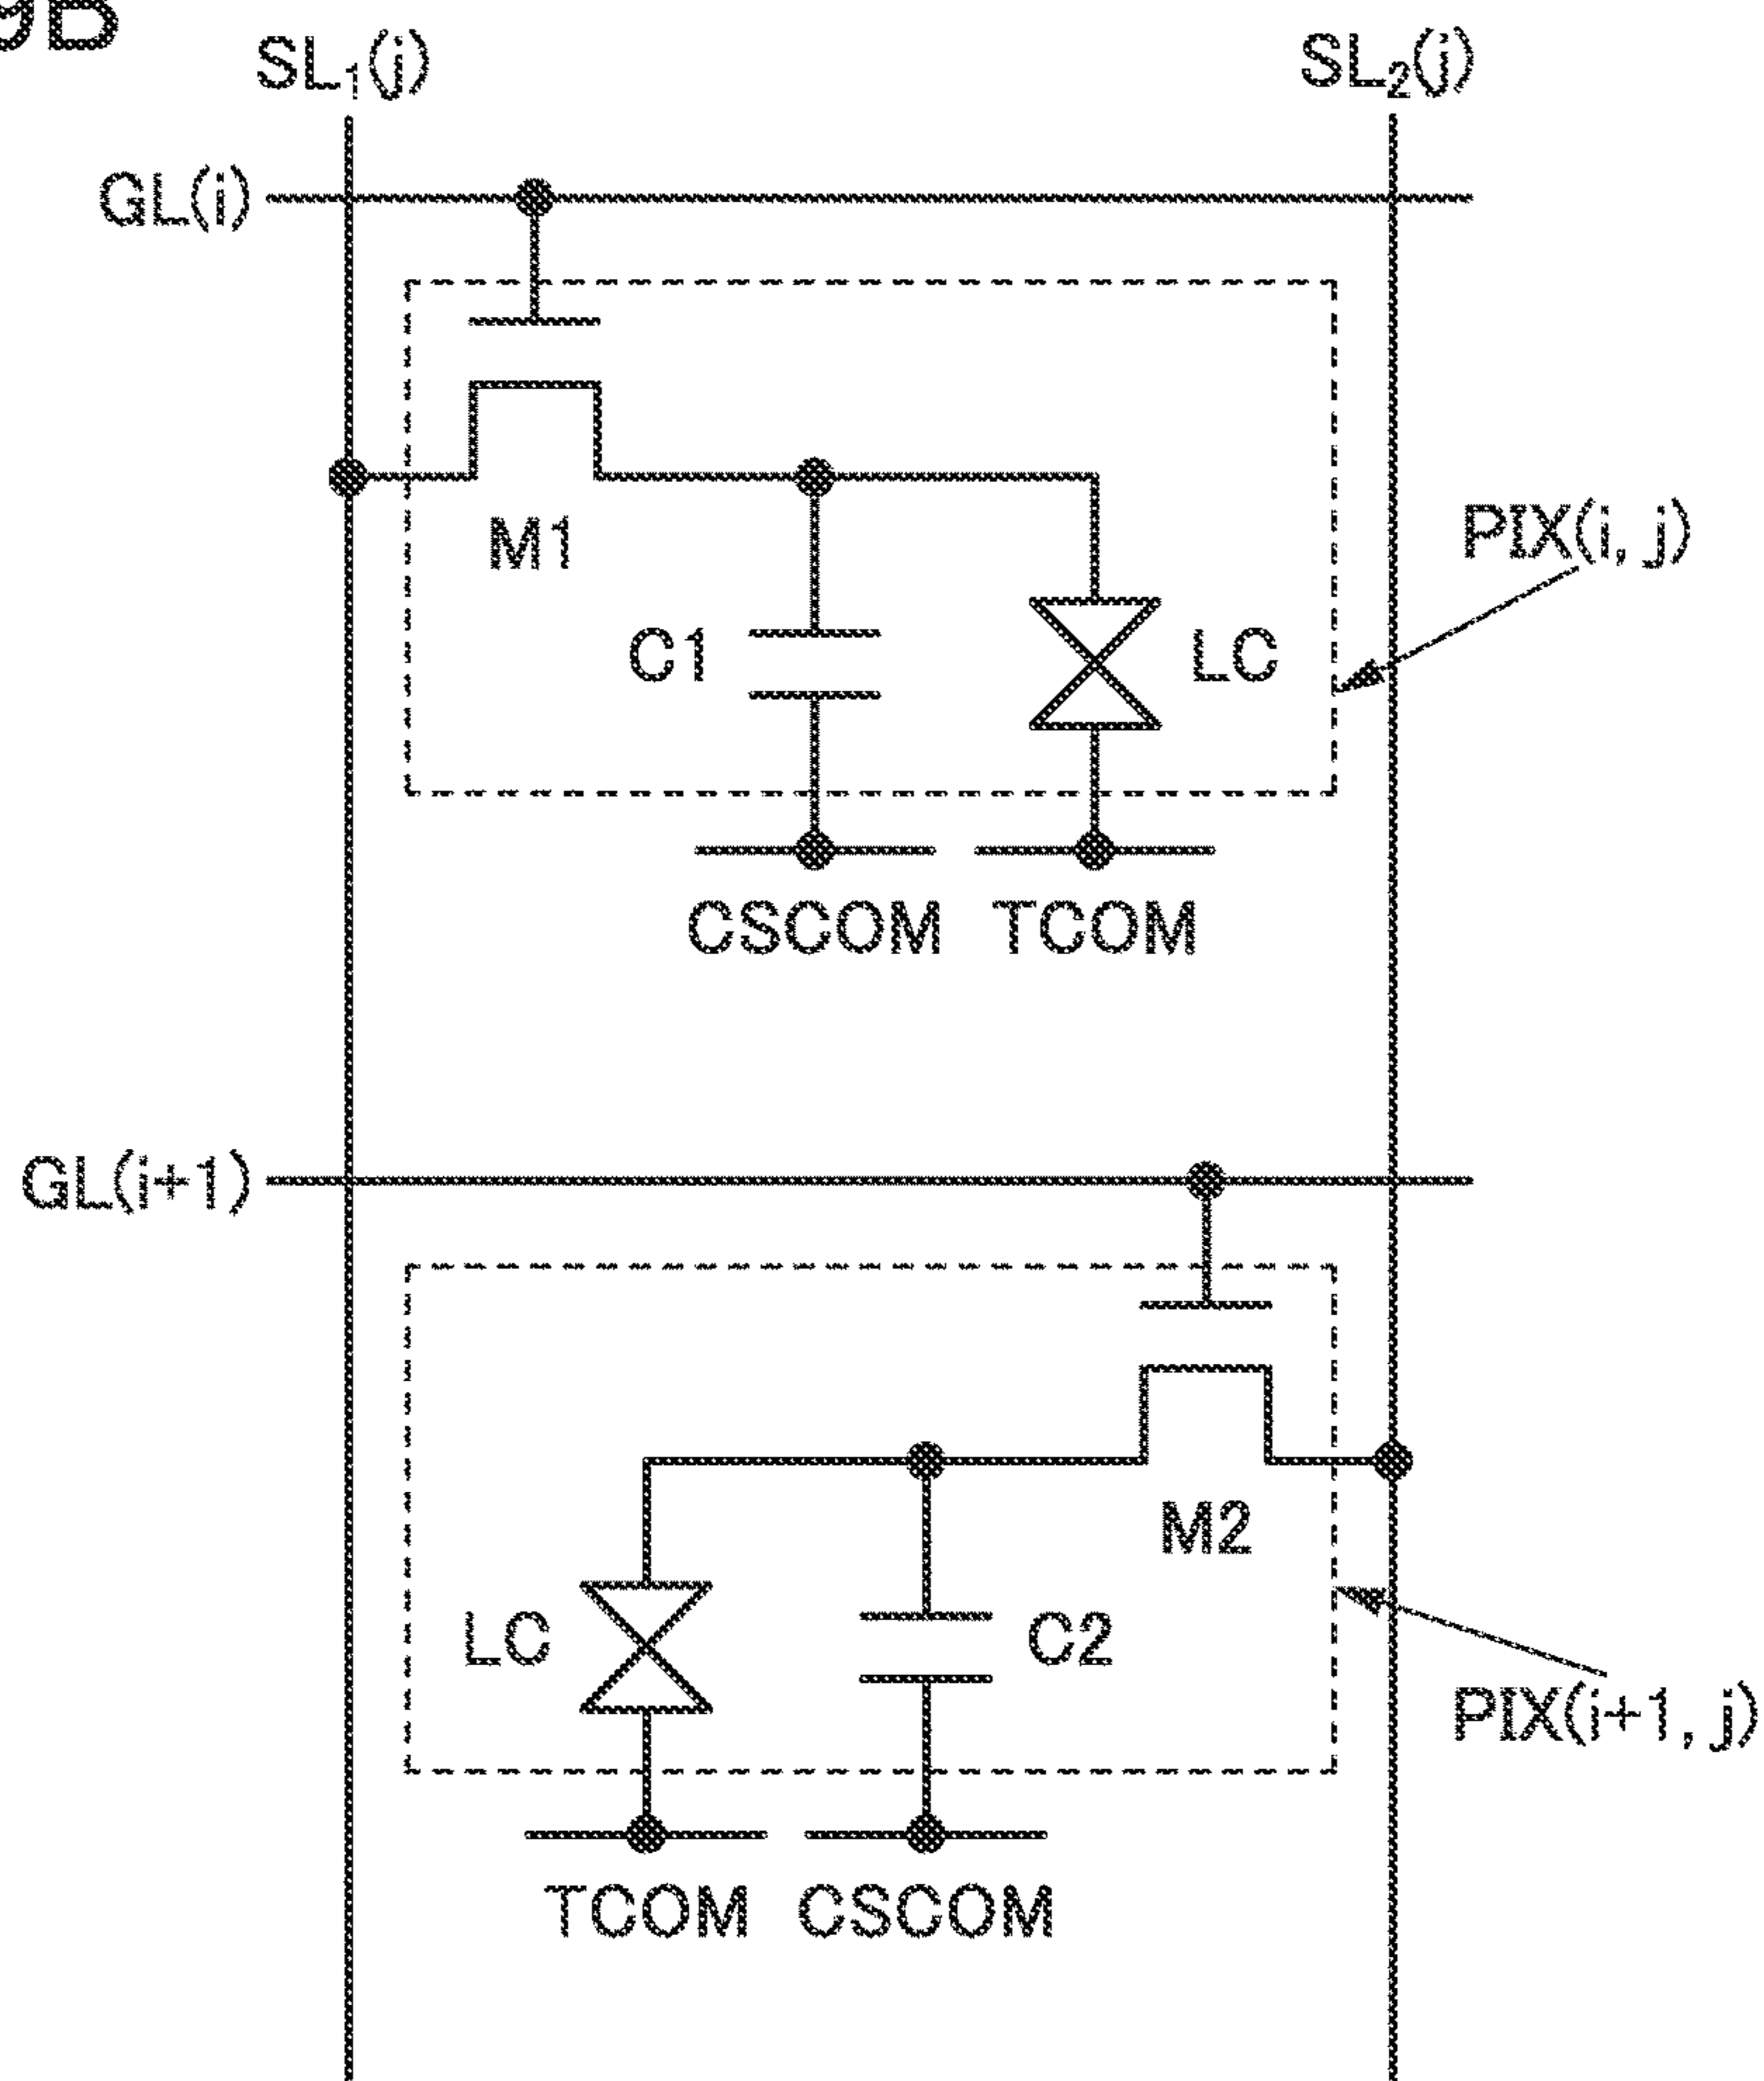 9B
SL₁(j) SL₂(j)
GL(i)
M1
PIX(i, j)
C1 LC
CSCOM TCOM
GL(i+1)
M2
LC C2
PIX(i+1, j)
TCOM CSCOM